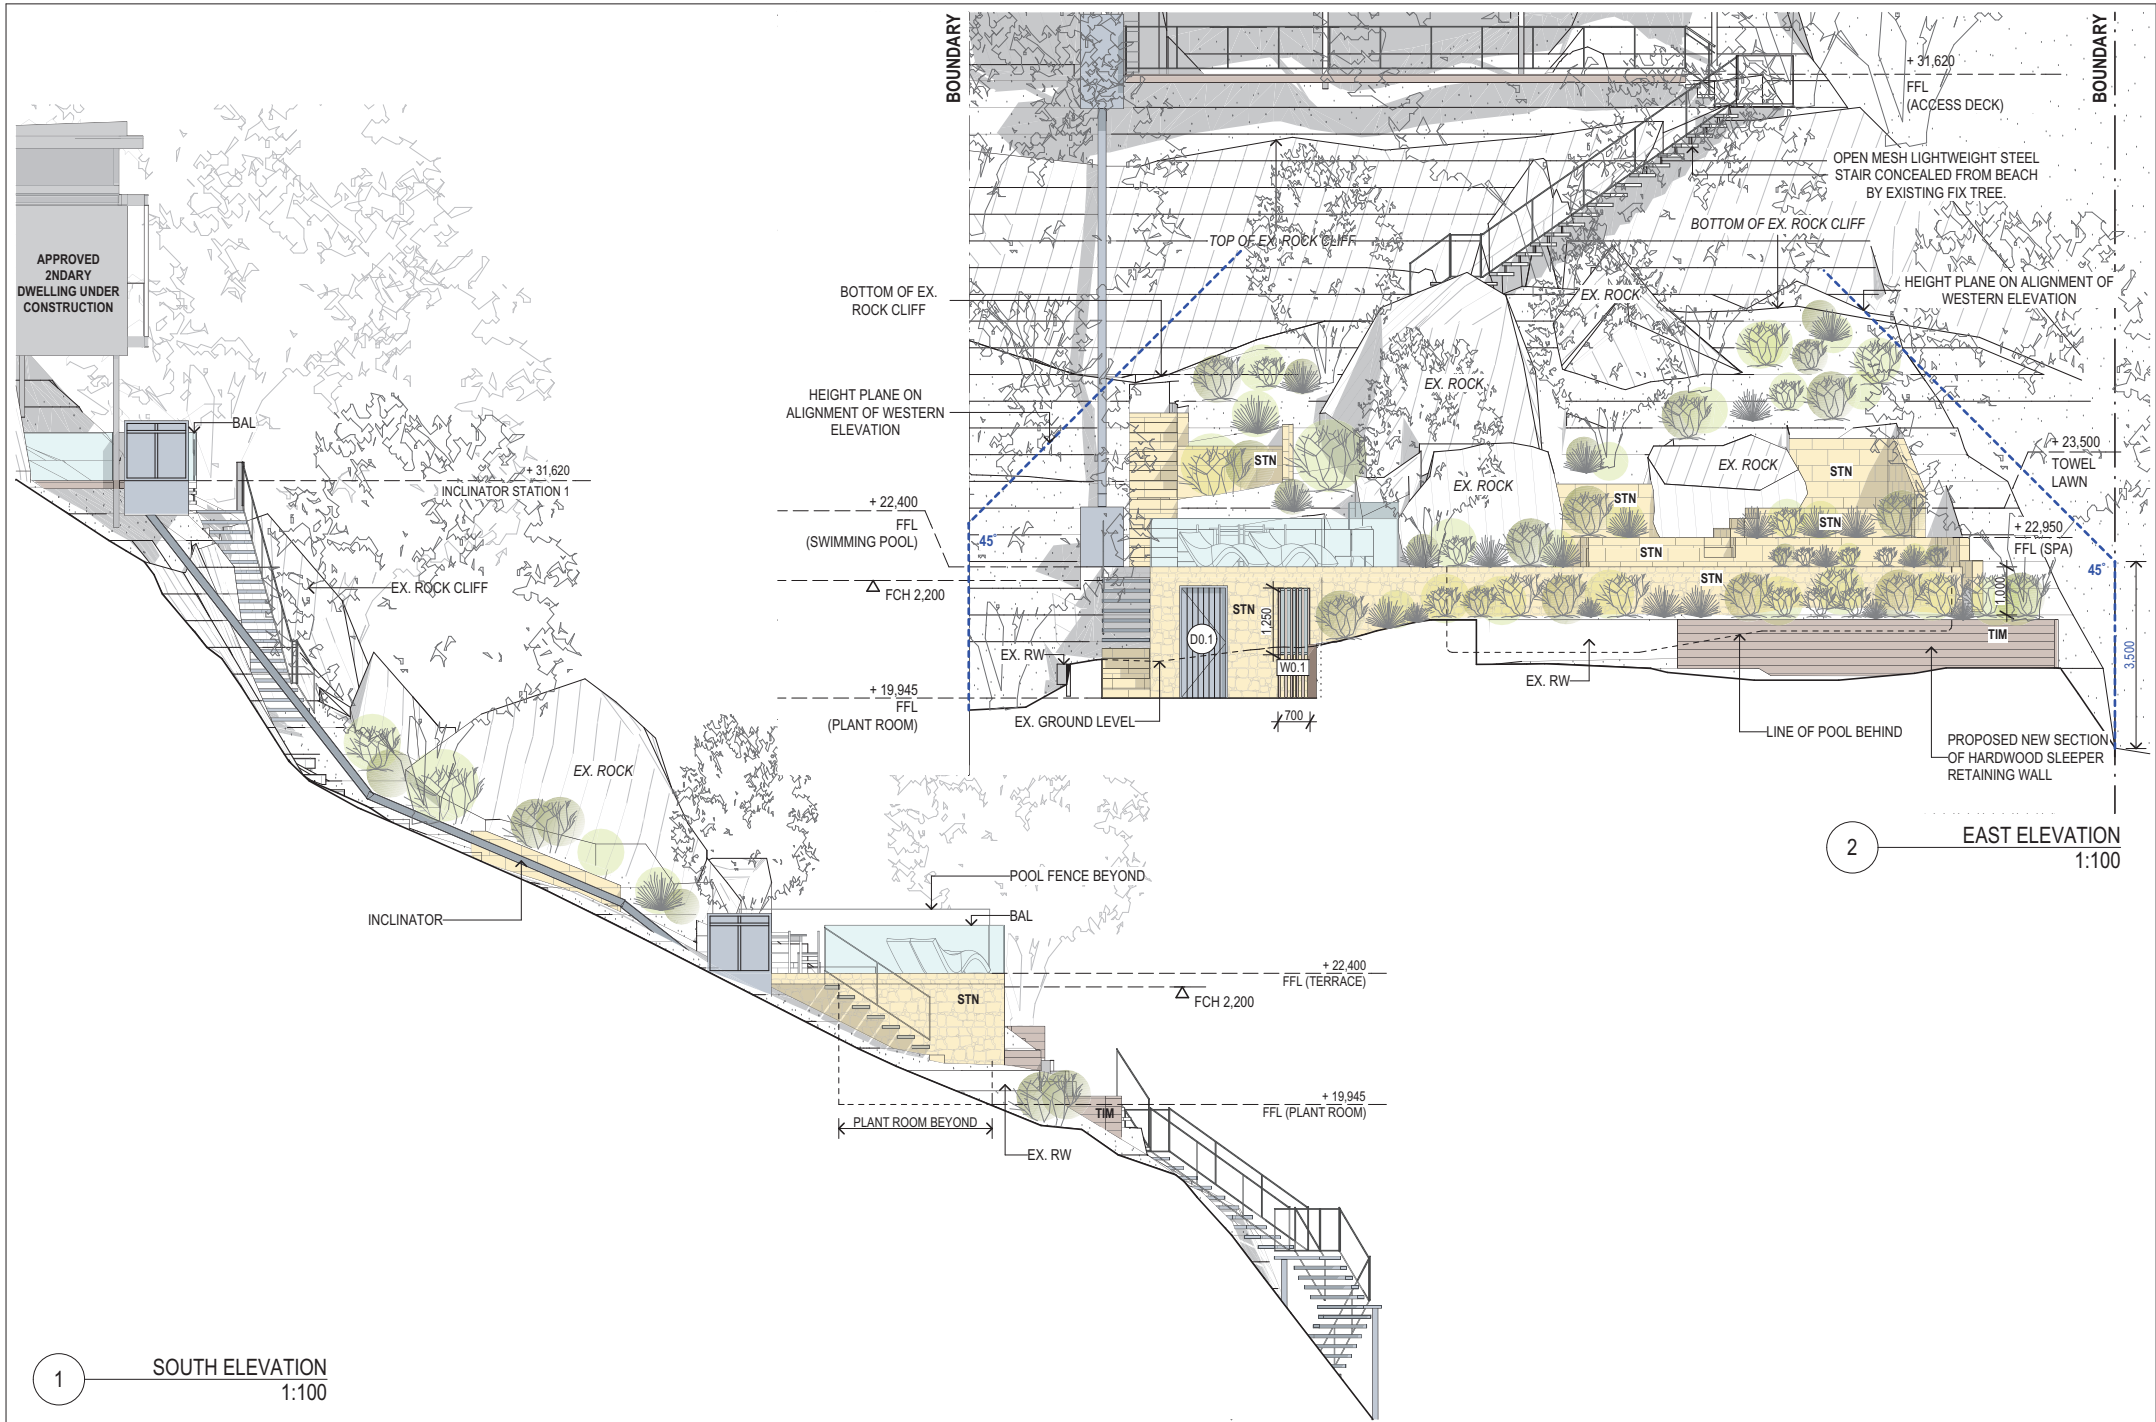 BOUNDARY
BOUNDARY
+ 31,620
FFL
(ACCESS DECK)
OPEN MESH LIGHTWEIGHT STEEL
STAIR CONCEALED FROM BEACH
BY EXISTING FIX TREE.
TOP OF EX. ROCK CLIFF
BOTTOM OF EX. ROCK CLIFF
BOTTOM OF EX.
ROCK CLIFF
EX. ROCK
HEIGHT PLANE ON ALIGNMENT OF
WESTERN ELEVATION
HEIGHT PLANE ON
ALIGNMENT OF WESTERN
ELEVATION
EX. ROCK
STN
EX. ROCK
EX. ROCK
STN
STN
STN
STN
STN
+ 23,500
TOWEL
LAWN
+ 22,400
FFL
(SWIMMING POOL)
45°
+ 22,950
FFL (SPA)
45°
FCH 2,200
STN
D0.1
1,250
1,000
W0.1
EX. RW
TIM
3,500
+ 19,945
FFL
(PLANT ROOM)
EX. GROUND LEVEL
700
EX. RW
LINE OF POOL BEHIND
PROPOSED NEW SECTION
OF HARDWOOD SLEEPER
RETAINING WALL
2
EAST ELEVATION
1:100
APPROVED
2NDARY
DWELLING UNDER
CONSTRUCTION
BAL
+ 31,620
INCLINATOR STATION 1
EX. ROCK CLIFF
EX. ROCK
INCLINATOR
POOL FENCE BEYOND
BAL
+ 22,400
FFL (TERRACE)
STN
FCH 2,200
+ 19,945
FFL (PLANT ROOM)
TIM
PLANT ROOM BEYOND
EX. RW
1
SOUTH ELEVATION
1:100